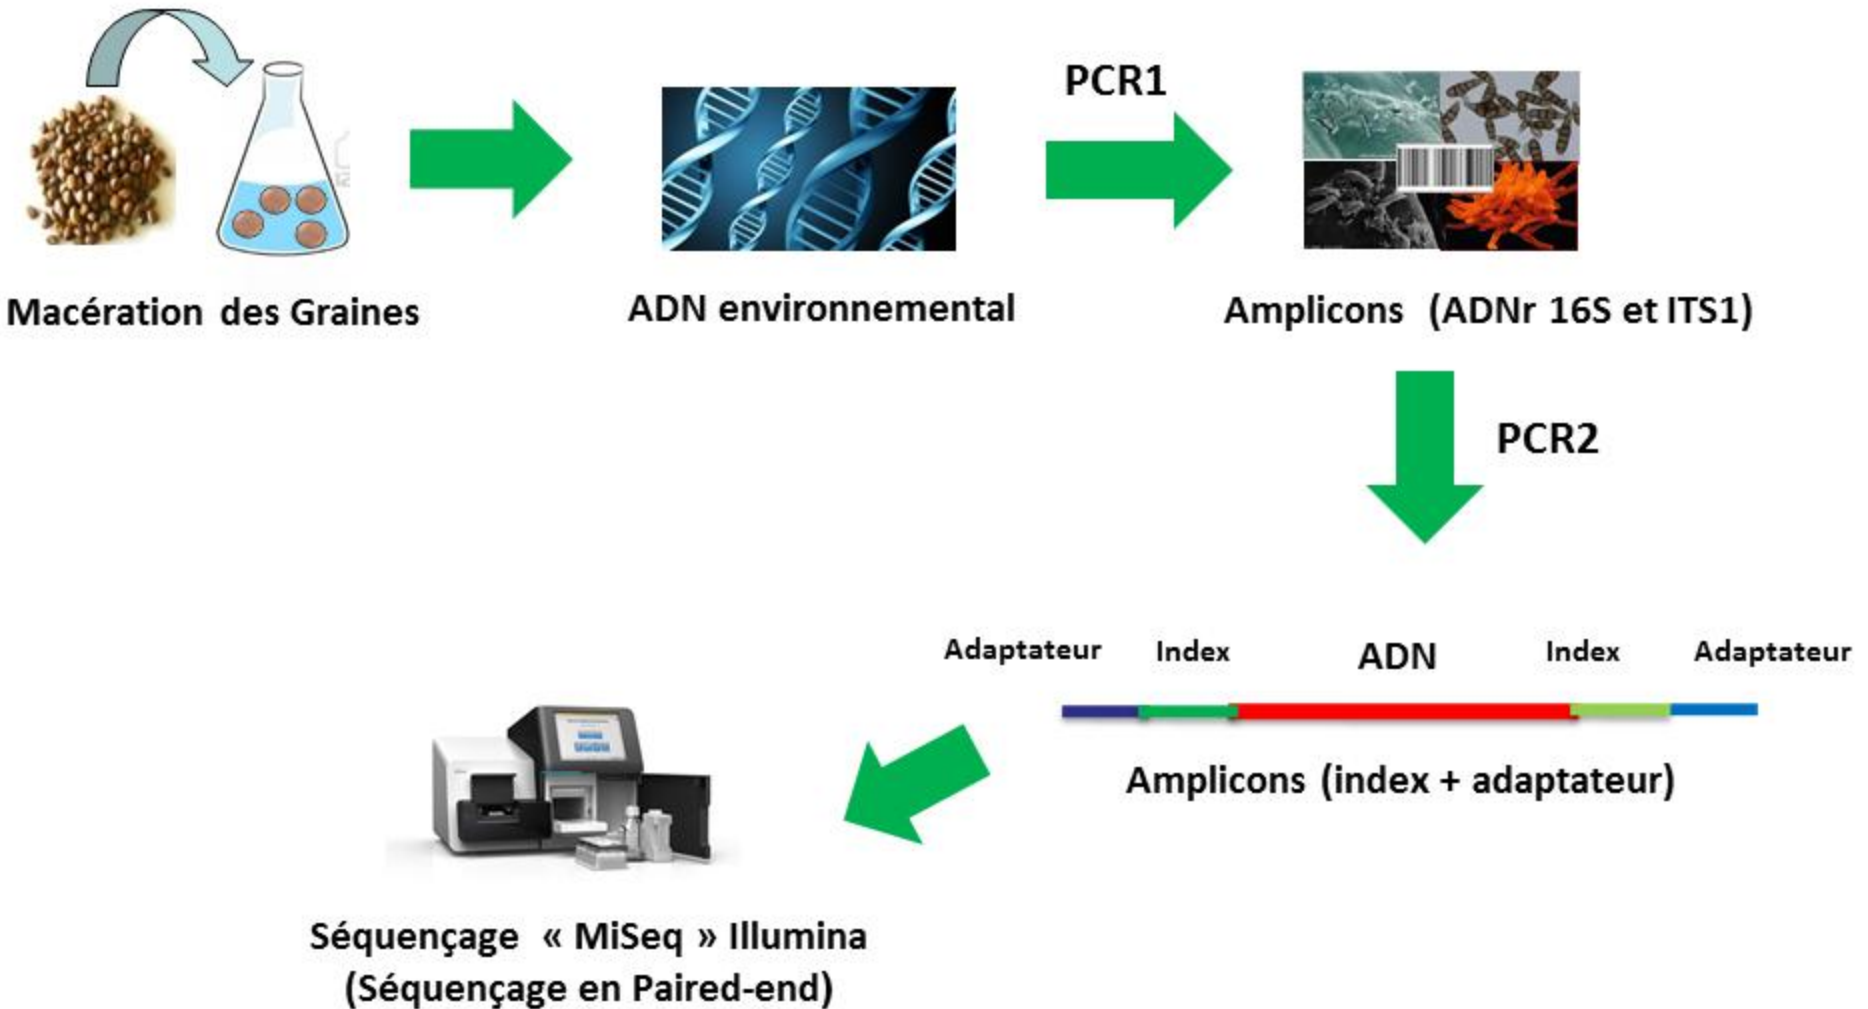 PCR1
Macération des Graines
ADN environnemental
Amplicons (ADNr 16S et ITS1)
PCR2
Adaptateur Index ADN Index Adaptateur
Amplicons (index + adaptateur)
Séquençage « MiSeq » Illumina
(Séquençage en Paired-end)